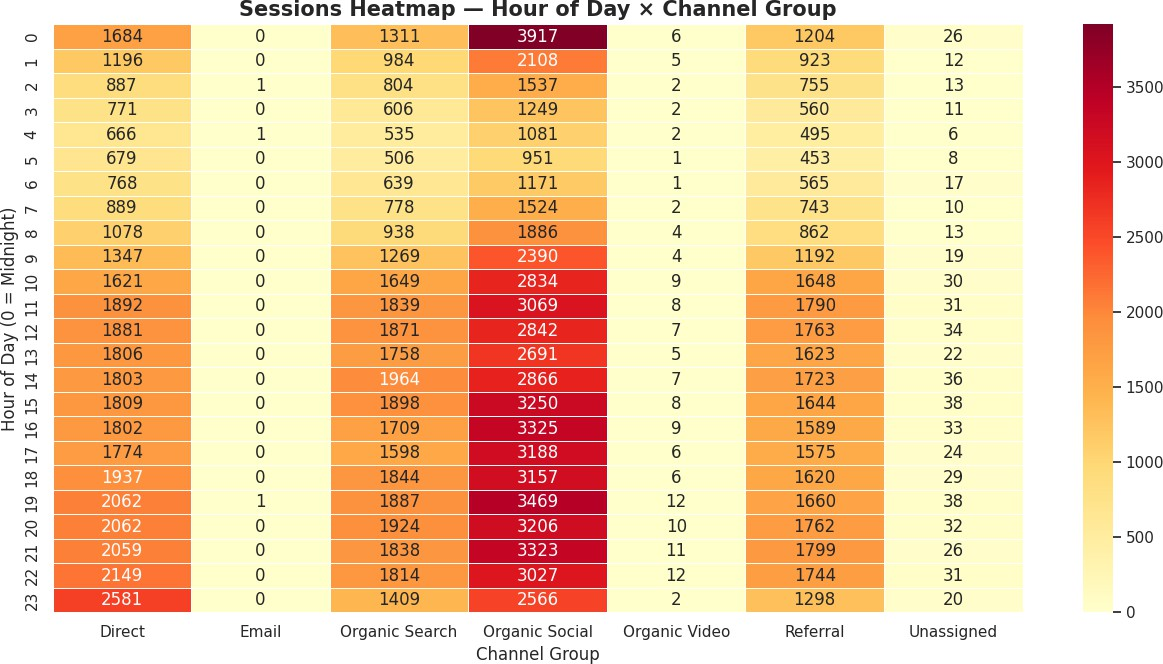 Sessions Heatmap — Hour of Day × Channel Group
0 1684 0 1311 3917 6 1204 26
1 1196 0 984 2108 5 923 12
2 887 1 804 1537 2 755 13
3 771 0 606 1249 2 560 11
4 666 1 535 1081 2 495 6
5 679 0 506 951 1 453 8
6 768 0 639 1171 1 565 17
7 889 0 778 1524 2 743 10
8 1078 0 938 1886 4 862 13
9 1347 0 1269 2390 4 1192 19
10 1621 0 1649 2834 9 1648 30
11 1892 0 1839 3069 8 1790 31
12 1881 0 1871 2842 7 1763 34
13 1806 0 1758 2691 5 1623 22
14 1803 0 1964 2866 7 1723 36
15 1809 0 1898 3250 8 1644 38
16 1802 0 1709 3325 9 1589 33
17 1774 0 1598 3188 6 1575 24
18 1937 0 1844 3157 6 1620 29
19 2062 1 1887 3469 12 1660 38
20 2062 0 1924 3206 10 1762 32
21 2059 0 1838 3323 11 1799 26
22 2149 0 1814 3027 12 1744 31
23 2581 0 1409 2566 2 1298 20
Direct Email Organic Search Organic Social Organic Video Referral Unassigned
Channel Group
Hour of Day (0 = Midnight)
3500
3000
2500
2000
1500
1000
500
0